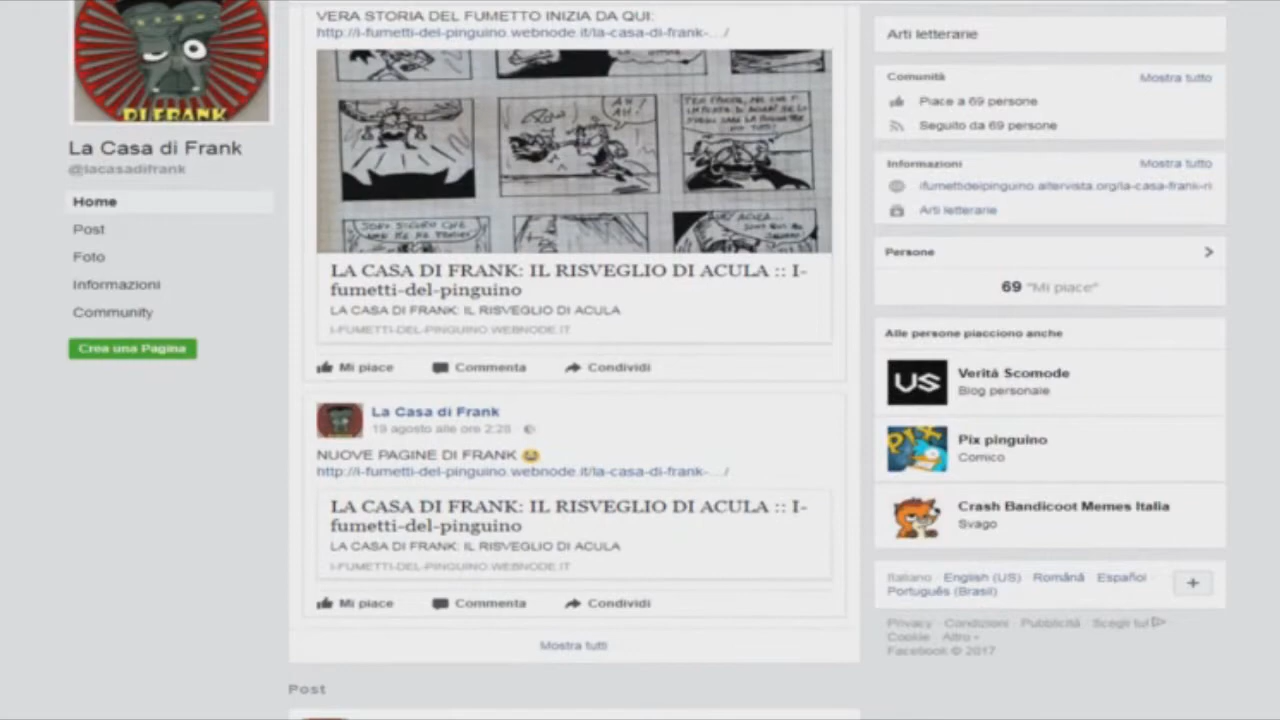 DI FRANK
La Casa di Frank
@lacasadifrank
Home
Post
Foto
Informazioni
Community
Crea una Pagina
VERA STORIA DEL FUMETTO INIZIA DA QUI:
http://i-fumetti-del-pinguino.webnode.it/la-casa-di-frank-.../
AH
AH!
LA CASA DI FRANK: IL RISVEGLIO DI ACULA :: I-
fumetti-del-pinguino
LA CASA DI FRANK: IL RISVEGLIO DI ACULA
I-FUMETTI-DEL-PINGUINO.WEBNODE.IT
Mi piace Commenta Condividi
La Casa di Frank
19 agosto alle ore 2:28
NUOVE PAGINE DI FRANK 😂
http://i-fumetti-del-pinguino.webnode.it/la-casa-di-frank-.../
LA CASA DI FRANK: IL RISVEGLIO DI ACULA :: I-
fumetti-del-pinguino
LA CASA DI FRANK: IL RISVEGLIO DI ACULA
I-FUMETTI-DEL-PINGUINO.WEBNODE.IT
Mi piace Commenta Condividi
Mostra tutti
Post
Arti letterarie
Comunità Mostra tutto
Piace a 69 persone
Seguito da 69 persone
Informazioni Mostra tutto
ifumettidelpinguino.altervista.org/la-casa-frank-ri
Arti letterarie
Persone
69 "Mi piace"
Alle persone piacciono anche
VS
Verità Scomode
Blog personale
PIX
Pix pinguino
Comico
Crash Bandicoot Memes Italia
Svago
Italiano · English (US) · Română · Español ·
Português (Brasil)
+
Privacy · Condizioni · Pubblicità · Scegli tu! ·
Cookie · Altro
Facebook © 2017